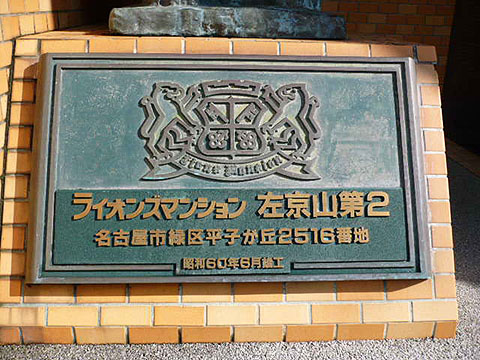 Lions Mansion
ライオンズマンション 左京山第2
名古屋市緑区平子が丘2516番地
昭和60年6月竣工